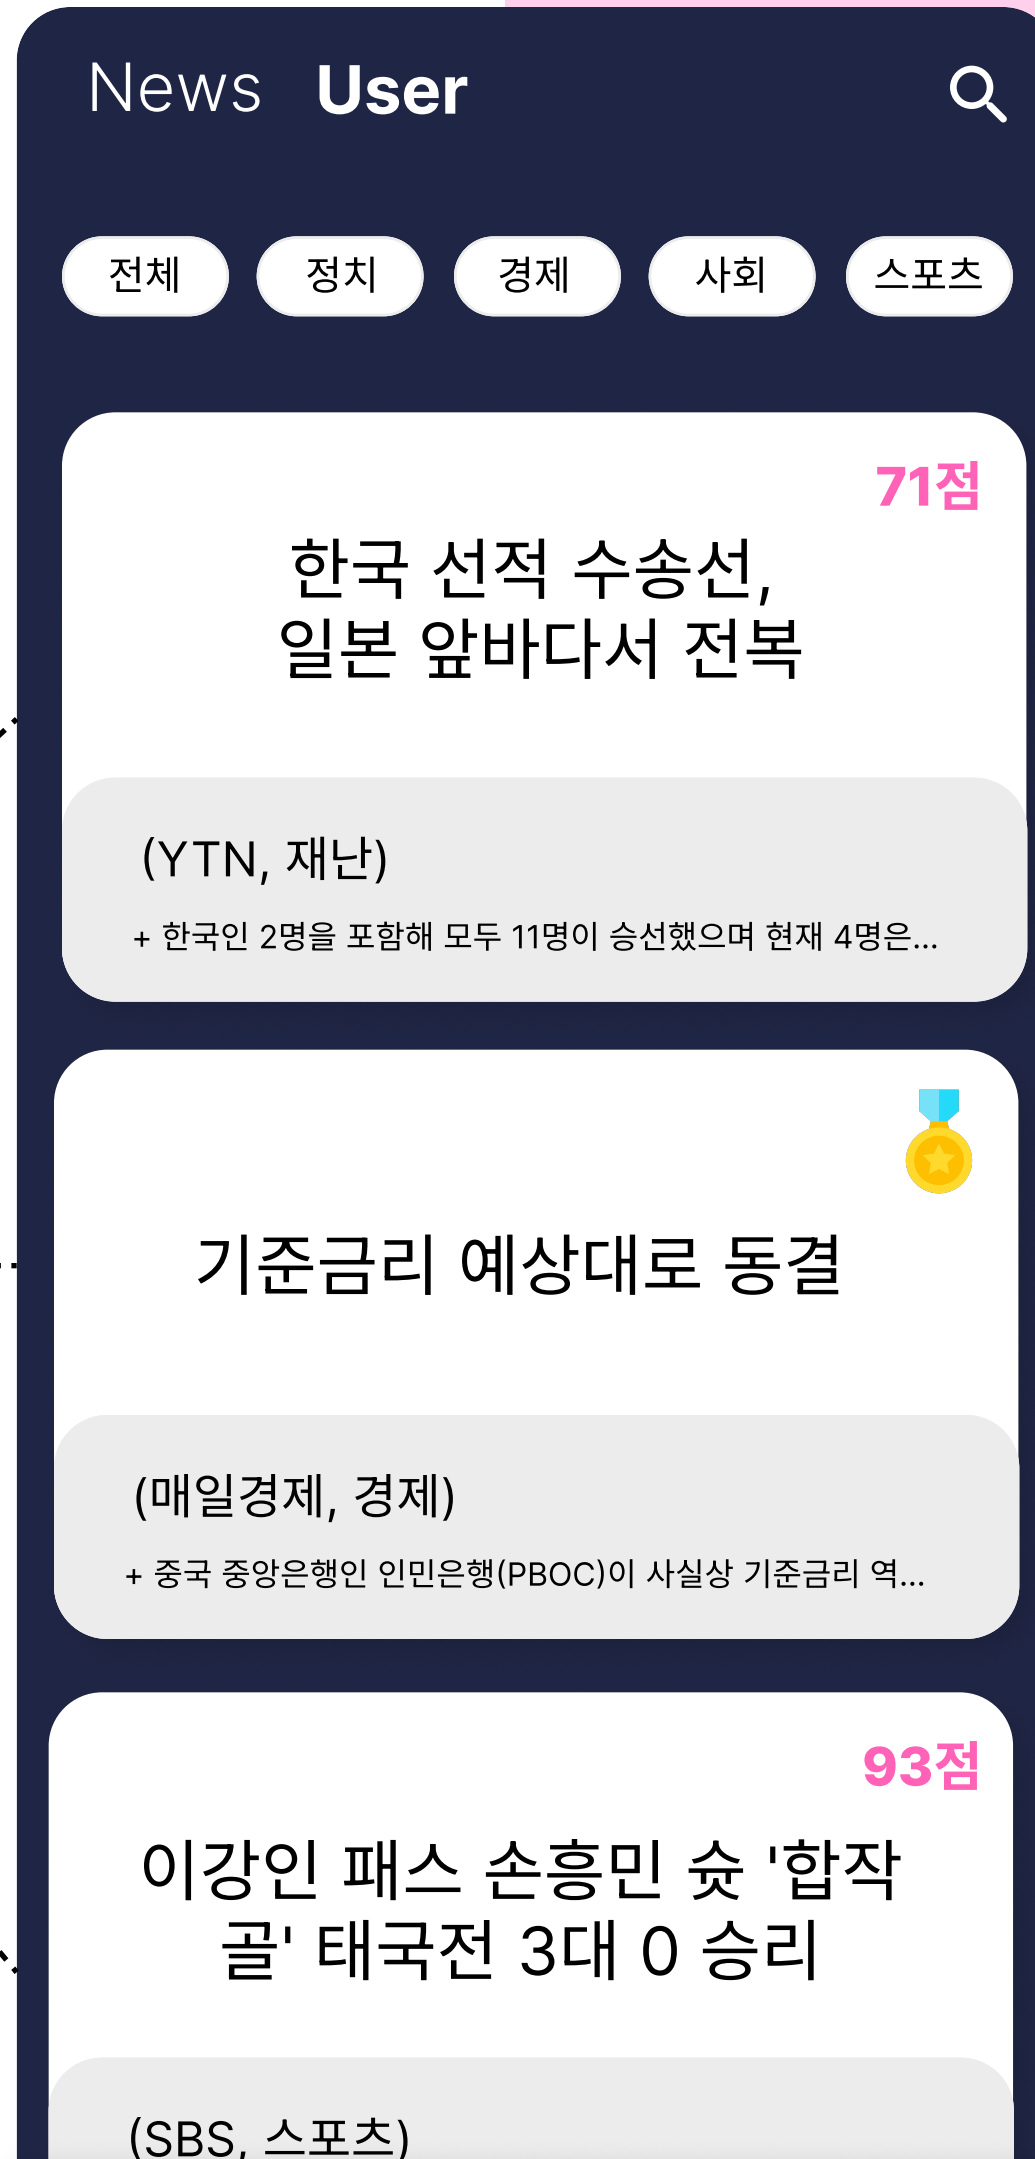 News User
전체 정치 경제 사회 스포츠
71점
한국 선적 수송선,
일본 앞바다서 전복
(YTN, 재난)
+ 한국인 2명을 포함해 모두 11명이 승선했으며 현재 4명은...
기준금리 예상대로 동결
(매일경제, 경제)
+ 중국 중앙은행인 인민은행(PBOC)이 사실상 기준금리 역...
93점
이강인 패스 손흥민 슛 '합작
골' 태국전 3대 0 승리
(SBS, 스포츠)